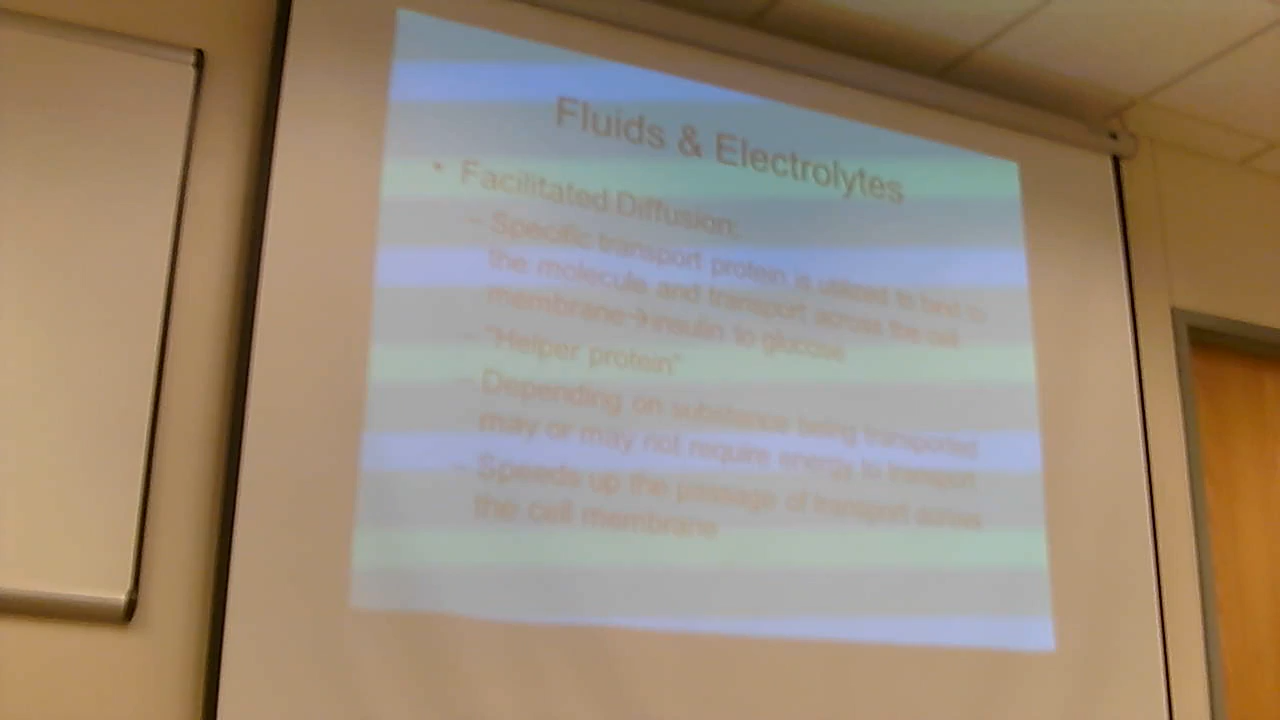 Fluids & Electrolytes
• Facilitated Diffusion:
– Specific transport protein is utilized to bind to
the molecule and transport across the cell
membrane→insulin to glucose
– "Helper protein"
– Depending on substance being transported
may or may not require energy to transport
– Speeds up the passage of transport across
the cell membrane